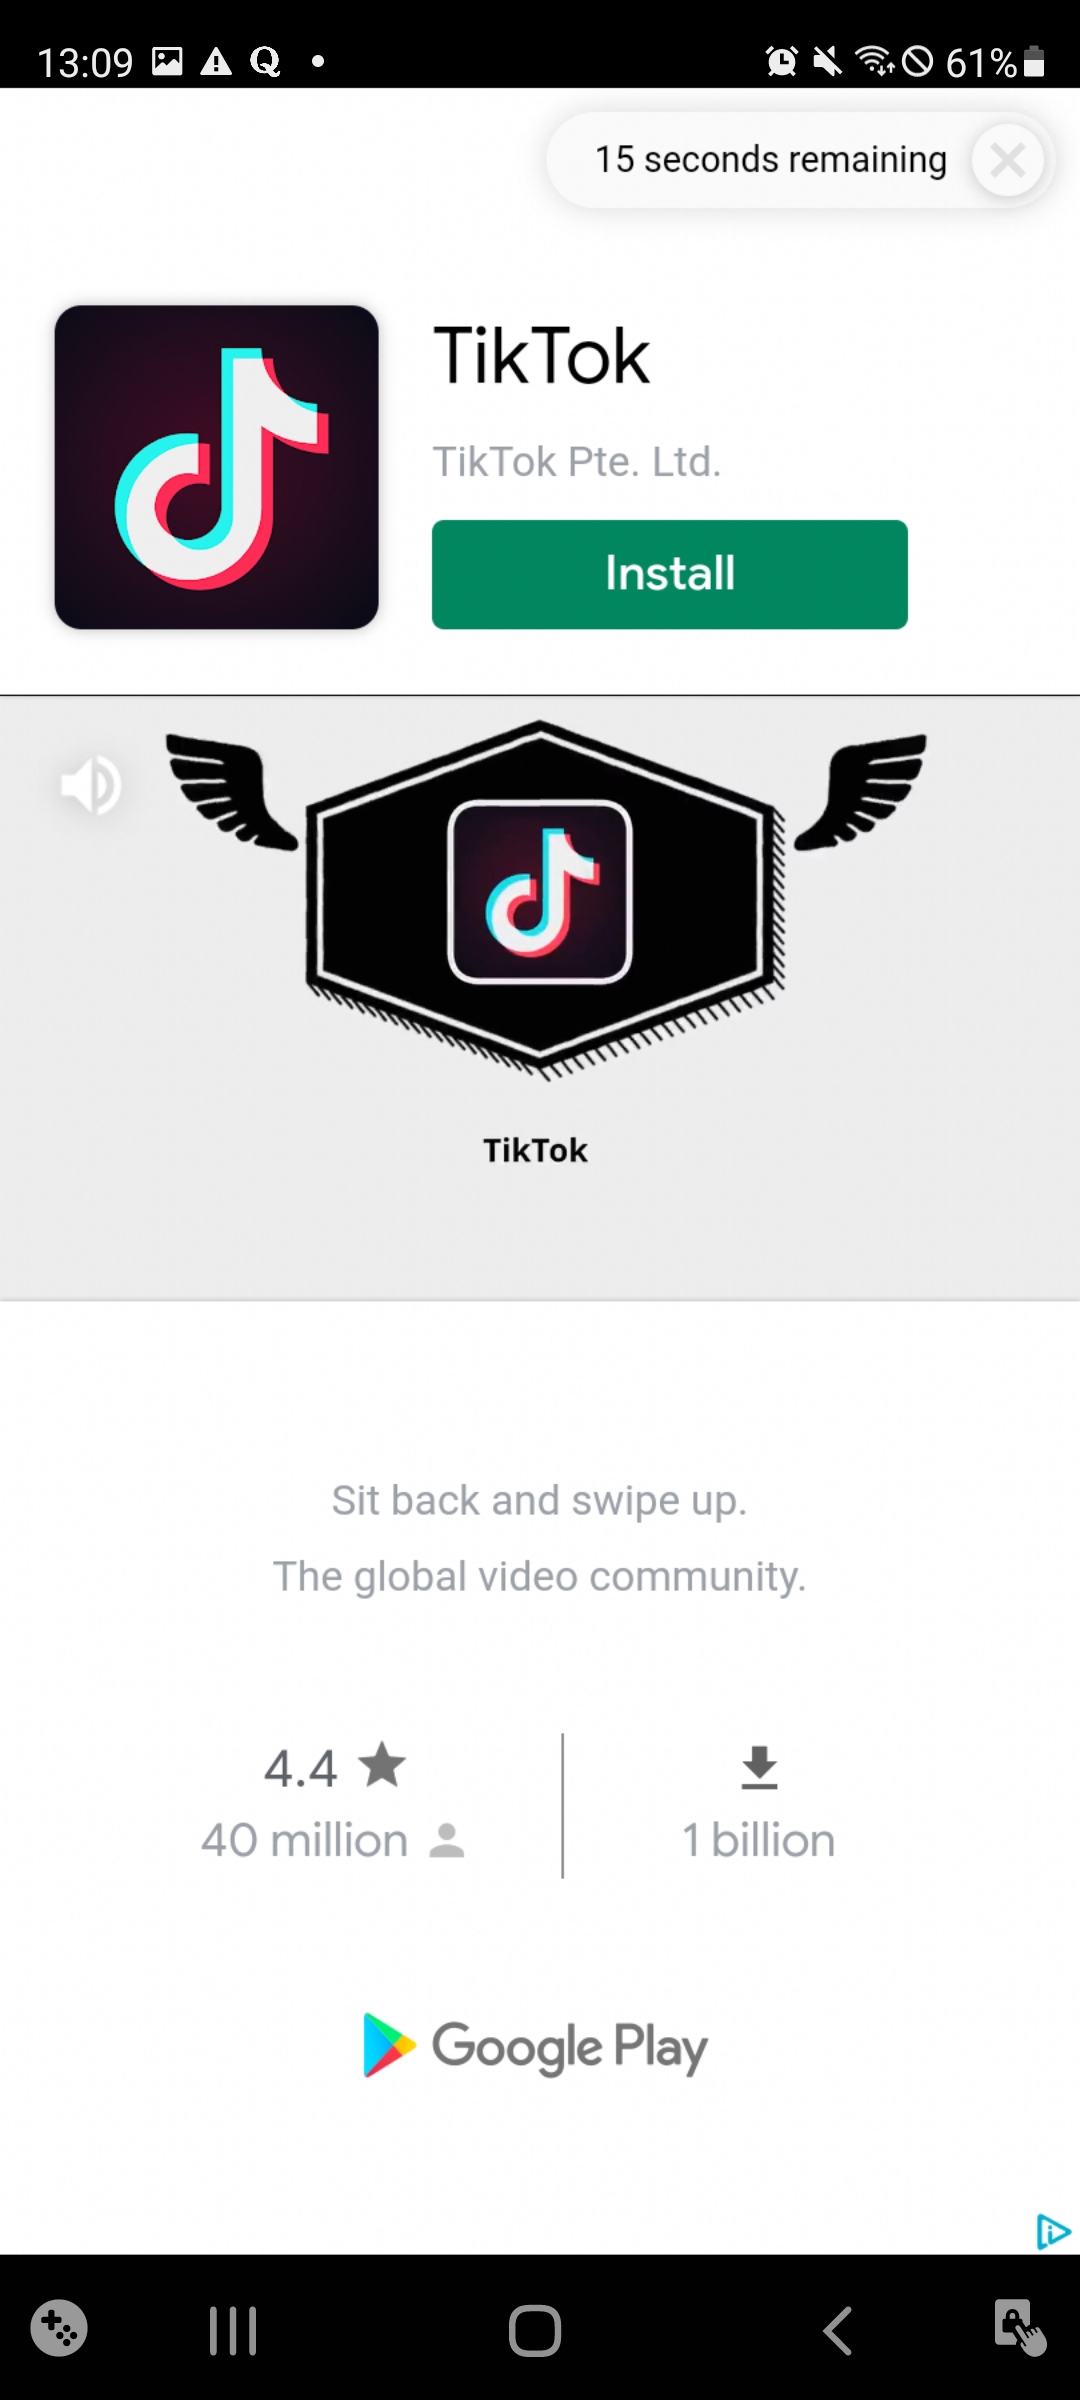 13:09 61%
15 seconds remaining
TikTok
TikTok Pte. Ltd.
Install
TikTok
Sit back and swipe up.
The global video community.
4.4
40 million
1 billion
Google Play